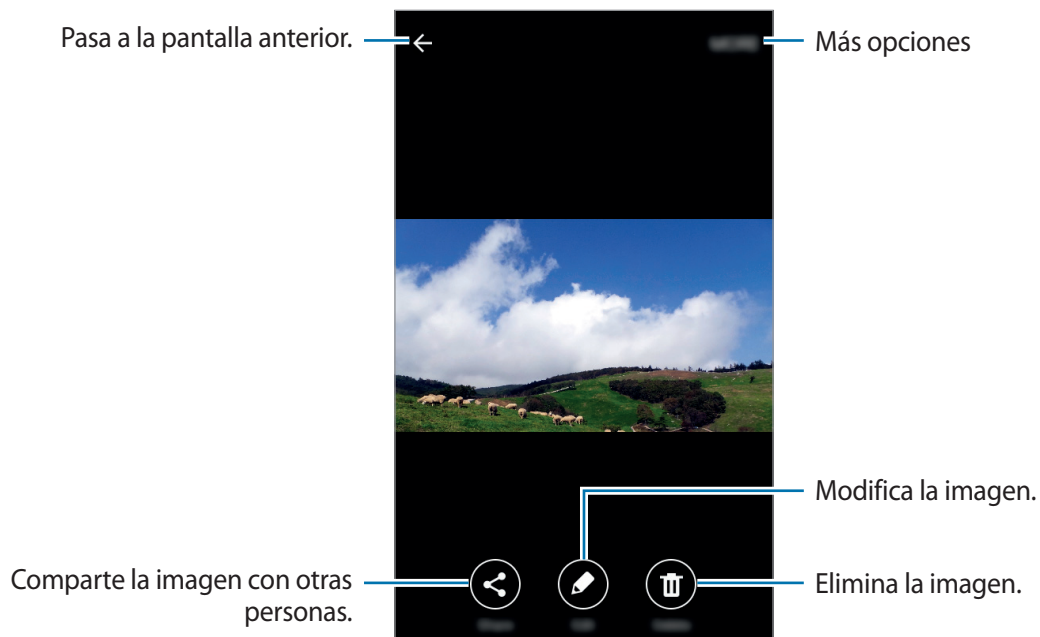 Pasa a la pantalla anterior.
Más opciones
Modifica la imagen.
Comparte la imagen con otras
personas.
Elimina la imagen.